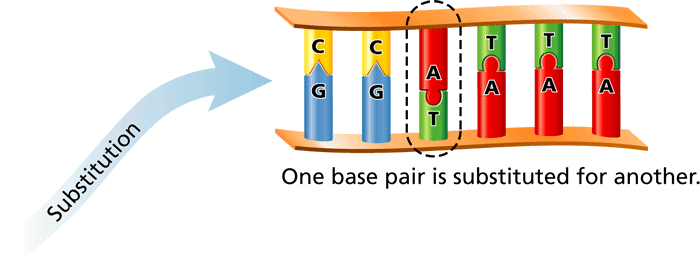 C C A T T T
G G T A A A
Substitution
One base pair is substituted for another.